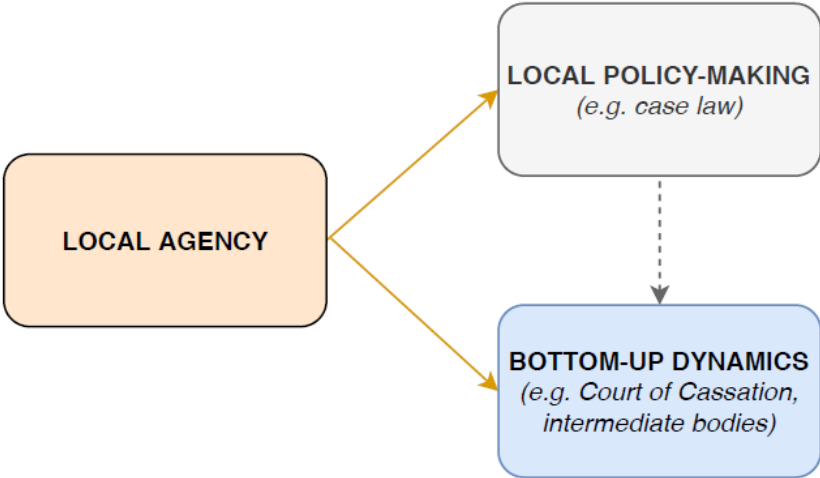 LOCAL POLICY-MAKING
(e.g. case law)
LOCAL AGENCY
BOTTOM-UP DYNAMICS
(e.g. Court of Cassation,
intermediate bodies)